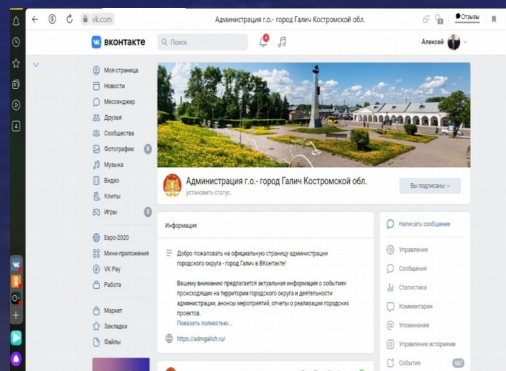 vk.com
Администрация г.о.- город Галич Костромской обл.
Отзывы
вконтакте
Поиск
Алексей
Моя страница
Новости
Мессенджер
Друзья
Сообщества
Фотографии
Музыка
Видео
Клипы
Игры
Евро-2020
Мини-приложения
VK Pay
Работа
Маркет
Закладки
Файлы
Администрация г.о.- город Галич Костромской обл.
установить статус
Вы подписаны
Информация
Добро пожаловать на официальную страницу администрации
городского округа - город Галич в ВКонтакте!
Вашему вниманию предлагается актуальная информация о событиях
происходящих на территории городского округа и деятельности
администрации, анонсы мероприятий, отчеты о реализации городских
проектов.
Показать полностью...
https://admgalich.ru/
Написать сообщение
Управление
Сообщения
Статистика
Комментарии
Упоминания
Управление историями
События